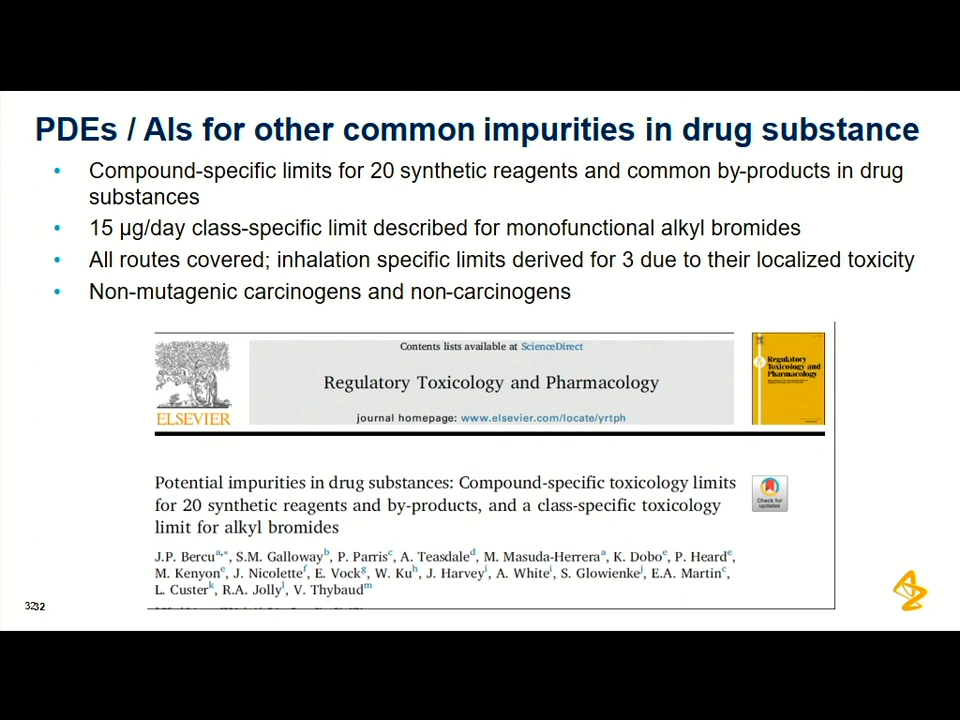 PDEs / AIs for other common impurities in drug substance
• Compound-specific limits for 20 synthetic reagents and common by-products in drug
substances
• 15 µg/day class-specific limit described for monofunctional alkyl bromides
• All routes covered; inhalation specific limits derived for 3 due to their localized toxicity
• Non-mutagenic carcinogens and non-carcinogens
Contents lists available at ScienceDirect
Regulatory Toxicology and Pharmacology
journal homepage: www.elsevier.com/locate/yrtph
ELSEVIER
Regulatory
Toxicology and
Pharmacology
Potential impurities in drug substances: Compound-specific toxicology limits
for 20 synthetic reagents and by-products, and a class-specific toxicology
limit for alkyl bromides
Check for
updates
J.P. Bercu^a,*, S.M. Galloway^b, P. Parris^c, A. Teasdale^d, M. Masuda-Herrera^a, K. Dobo^e, P. Heard^e,
M. Kenyon^e, J. Nicolette^f, E. Vock^g, W. Ku^h, J. Harvey^i, A. White^i, S. Glowienke^j, E.A. Martin^c,
L. Custer^k, R.A. Jolly^l, V. Thybaud^m
32
32